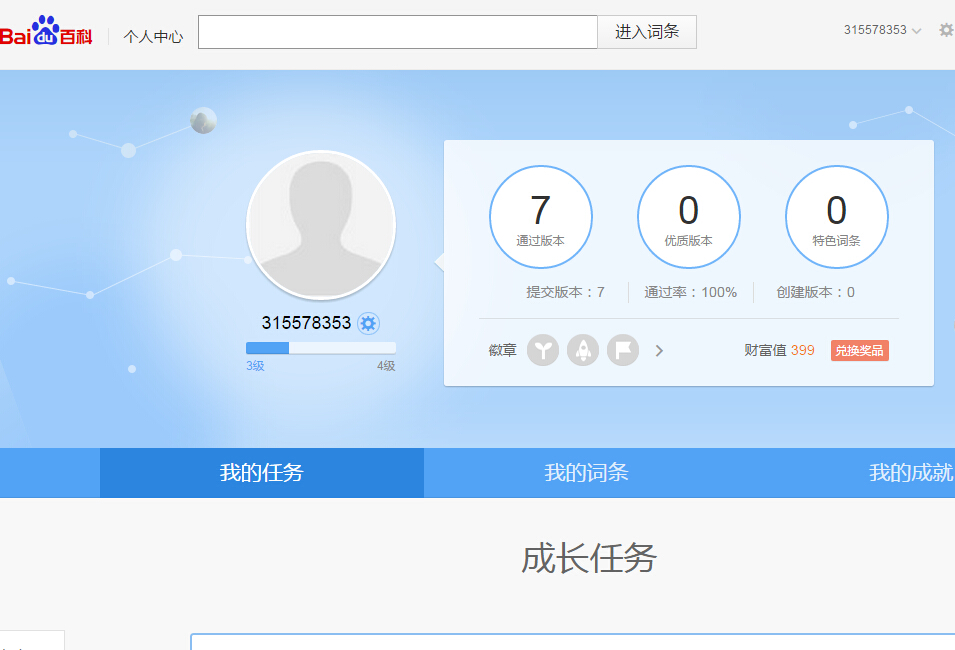 Bai du 百科
个人中心
进入词条
315578353
7
通过版本
0
优质版本
0
特色词条
提交版本：7
通过率：100%
创建版本：0
315578353
3级
4级
徽章
财富值 399
兑换奖品
我的任务
我的词条
我的成就
成长任务